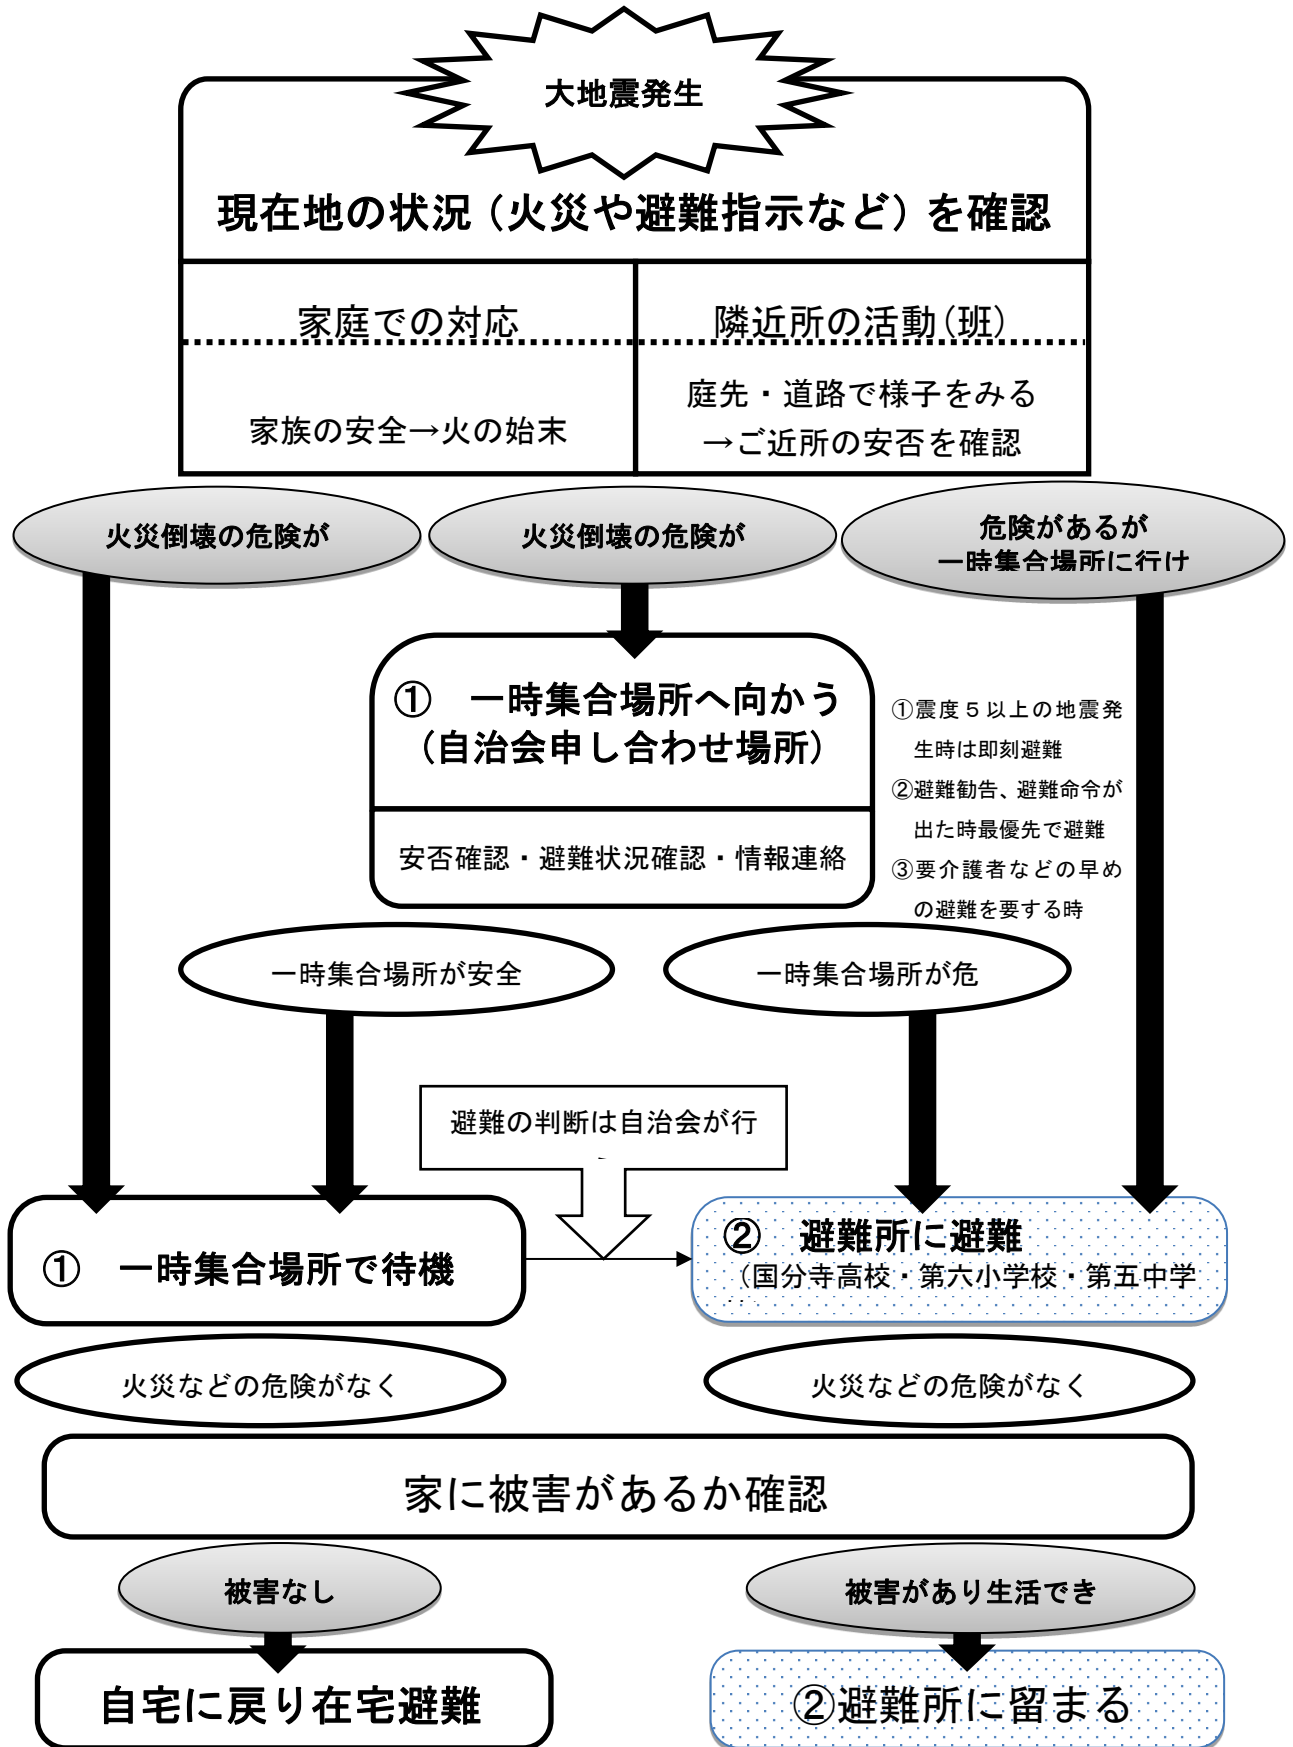 大地震発生
現在地の状況（火災や避難指示など）を確認
家庭での対応
隣近所の活動(班)
家族の安全→火の始末
庭先・道路で様子をみる
→ご近所の安否を確認
火災倒壊の危険が
火災倒壊の危険が
危険があるが
一時集合場所に行け
①　一時集合場所へ向かう
（自治会申し合わせ場所）
安否確認・避難状況確認・情報連絡
①震度５以上の地震発
生時は即刻避難
②避難勧告、避難命令が
出た時最優先で避難
③要介護者などの早め
の避難を要する時
一時集合場所が安全
一時集合場所が危
避難の判断は自治会が行
①　一時集合場所で待機
②　避難所に避難
（国分寺高校・第六小学校・第五中学
火災などの危険がなく
火災などの危険がなく
家に被害があるか確認
被害なし
被害があり生活でき
自宅に戻り在宅避難
②避難所に留まる